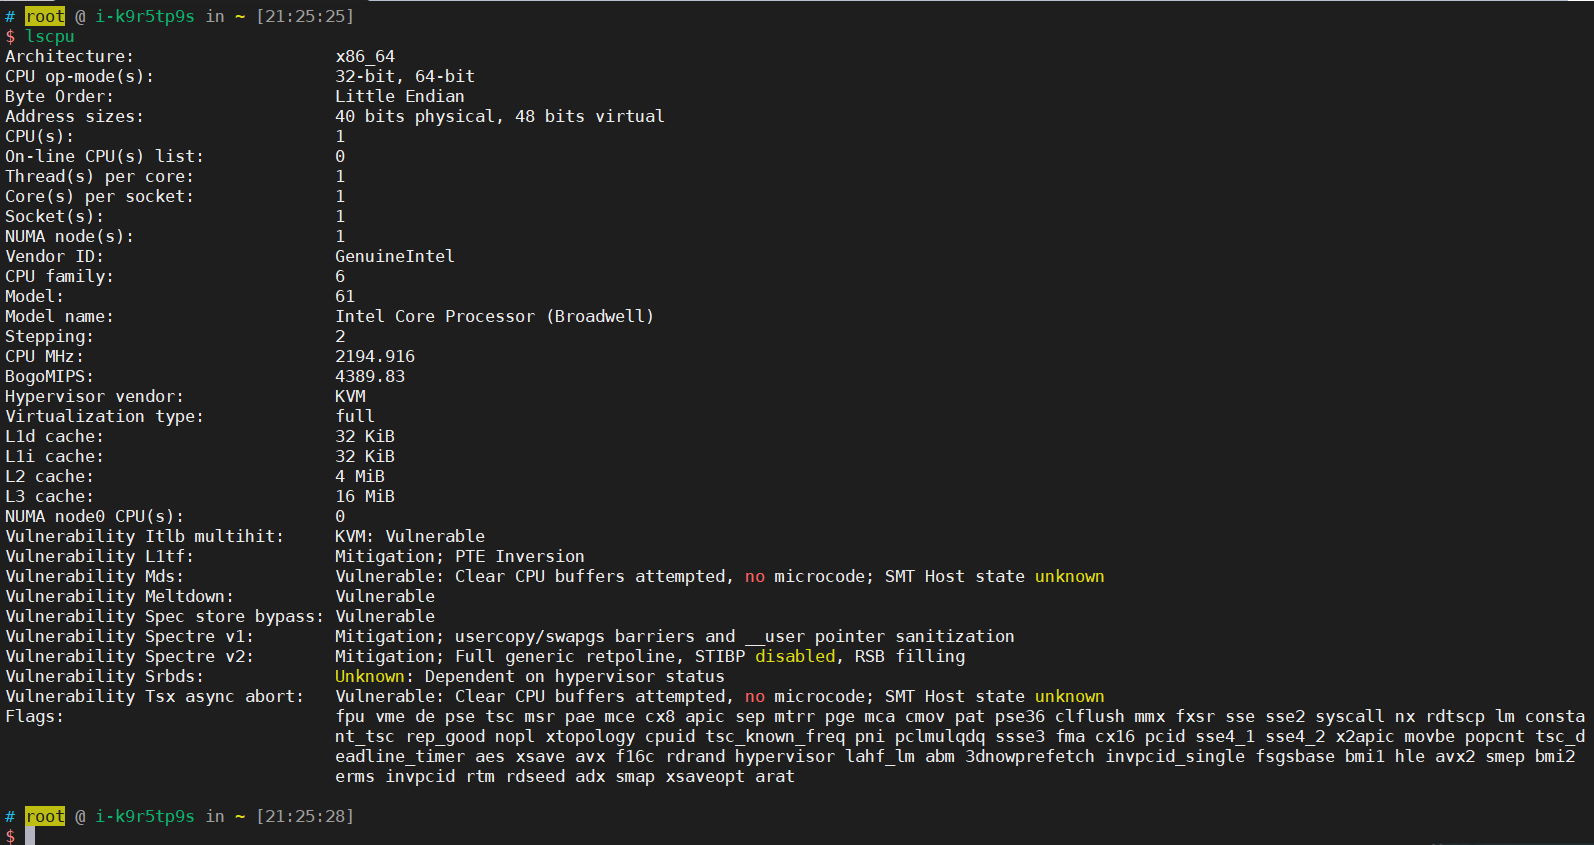 # root @ i-k9r5tp9s in ~ [21:25:25]
$ lscpu
Architecture:                    x86_64
CPU op-mode(s):                  32-bit, 64-bit
Byte Order:                      Little Endian
Address sizes:                   40 bits physical, 48 bits virtual
CPU(s):                          1
On-line CPU(s) list:             0
Thread(s) per core:              1
Core(s) per socket:              1
Socket(s):                       1
NUMA node(s):                    1
Vendor ID:                       GenuineIntel
CPU family:                      6
Model:                           61
Model name:                      Intel Core Processor (Broadwell)
Stepping:                        2
CPU MHz:                         2194.916
BogoMIPS:                        4389.83
Hypervisor vendor:               KVM
Virtualization type:             full
L1d cache:                       32 KiB
L1i cache:                       32 KiB
L2 cache:                        4 MiB
L3 cache:                        16 MiB
NUMA node0 CPU(s):               0
Vulnerability Itlb multihit:     KVM: Vulnerable
Vulnerability L1tf:              Mitigation; PTE Inversion
Vulnerability Mds:               Vulnerable: Clear CPU buffers attempted, no microcode; SMT Host state unknown
Vulnerability Meltdown:          Vulnerable
Vulnerability Spec store bypass: Vulnerable
Vulnerability Spectre v1:        Mitigation; usercopy/swapgs barriers and __user pointer sanitization
Vulnerability Spectre v2:        Mitigation; Full generic retpoline, STIBP disabled, RSB filling
Vulnerability Srbds:             Unknown: Dependent on hypervisor status
Vulnerability Tsx async abort:   Vulnerable: Clear CPU buffers attempted, no microcode; SMT Host state unknown
Flags:                           fpu vme de pse tsc msr pae mce cx8 apic sep mtrr pge mca cmov pat pse36 clflush mmx fxsr sse sse2 syscall nx rdtscp lm consta
nt_tsc rep_good nopl xtopology cpuid tsc_known_freq pni pclmulqdq ssse3 fma cx16 pcid sse4_1 sse4_2 x2apic movbe popcnt tsc_d
eadline_timer aes xsave avx f16c rdrand hypervisor lahf_lm abm 3dnowprefetch invpcid_single fsgsbase bmi1 hle avx2 smep bmi2
erms invpcid rtm rdseed adx smap xsaveopt arat
# root @ i-k9r5tp9s in ~ [21:25:28]
$